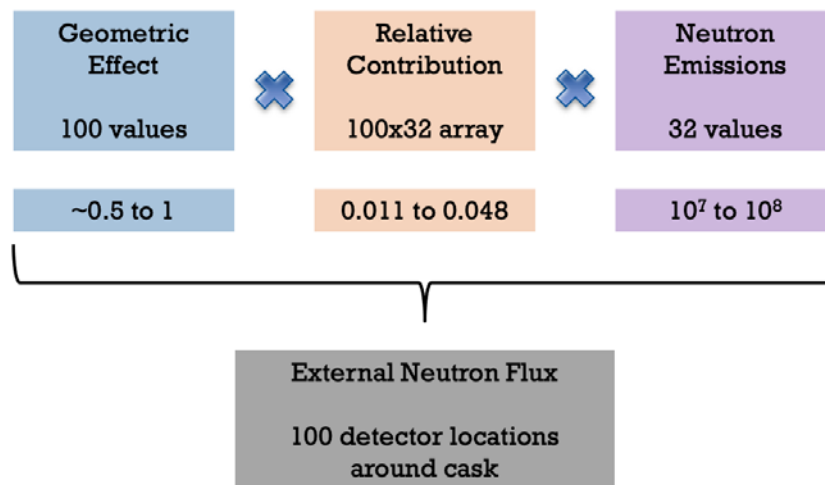 Geometric
Effect
100 values
Relative
Contribution
100x32 array
Neutron
Emissions
32 values
~0.5 to 1
0.011 to 0.048
10⁷ to 10⁸
External Neutron Flux
100 detector locations
around cask